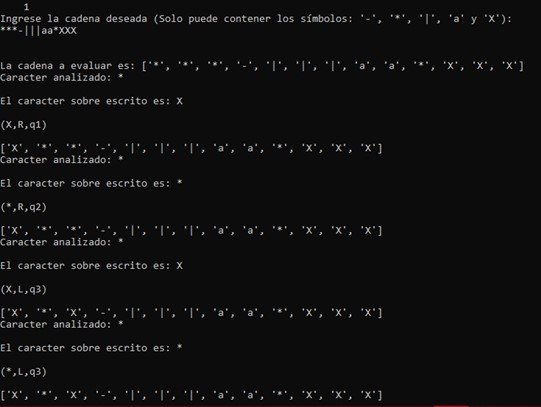 1
Ingrese la cadena deseada (Solo puede contener los símbolos: '-', '*', '|', 'a' y 'X'):
***-|||aa*XXX
La cadena a evaluar es: ['*', '*', '*', '-', '|', '|', '|', 'a', 'a', '*', 'X', 'X', 'X']
Caracter analizado: *
El caracter sobre escrito es: X
(X,R,q1)
['X', '*', '*', '-', '|', '|', '|', 'a', 'a', '*', 'X', 'X', 'X']
Caracter analizado: *
El caracter sobre escrito es: *
(*,R,q2)
['X', '*', '*', '-', '|', '|', '|', 'a', 'a', '*', 'X', 'X', 'X']
Caracter analizado: *
El caracter sobre escrito es: X
(X,L,q3)
['X', '*', 'X', '-', '|', '|', '|', 'a', 'a', '*', 'X', 'X', 'X']
Caracter analizado: *
El caracter sobre escrito es: *
(*,L,q3)
['X', '*', 'X', '-', '|', '|', '|', 'a', 'a', '*', 'X', 'X', 'X']